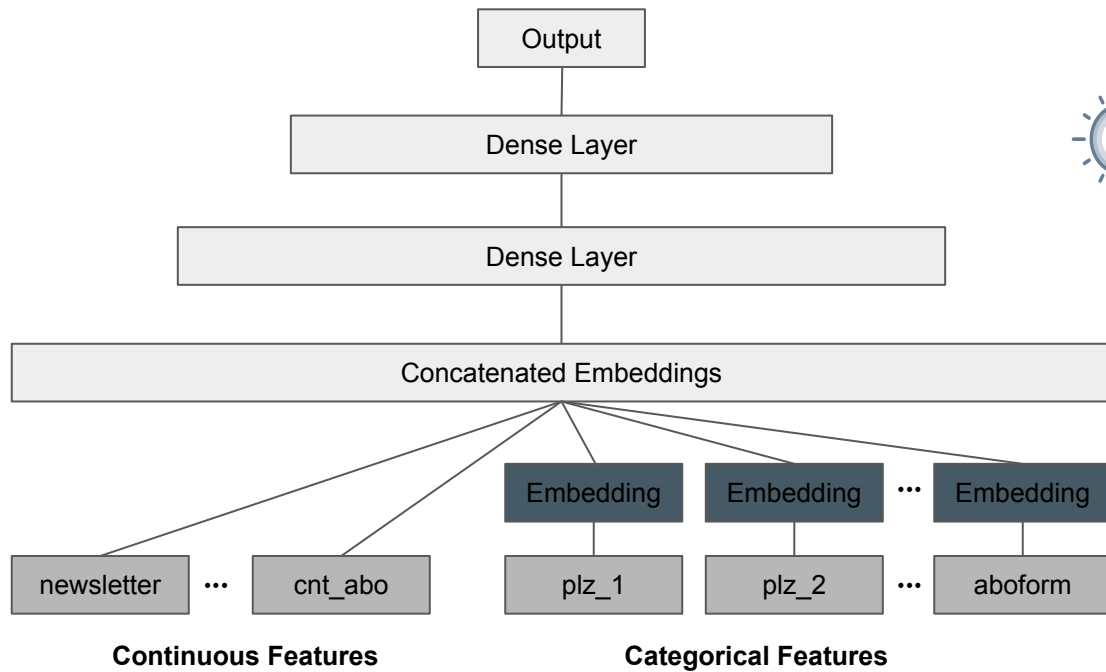 Output
Dense Layer
Dense Layer
Concatenated Embeddings
Embedding Embedding ... Embedding
newsletter ... cnt_abo plz_1 plz_2 ... aboform
Continuous Features Categorical Features